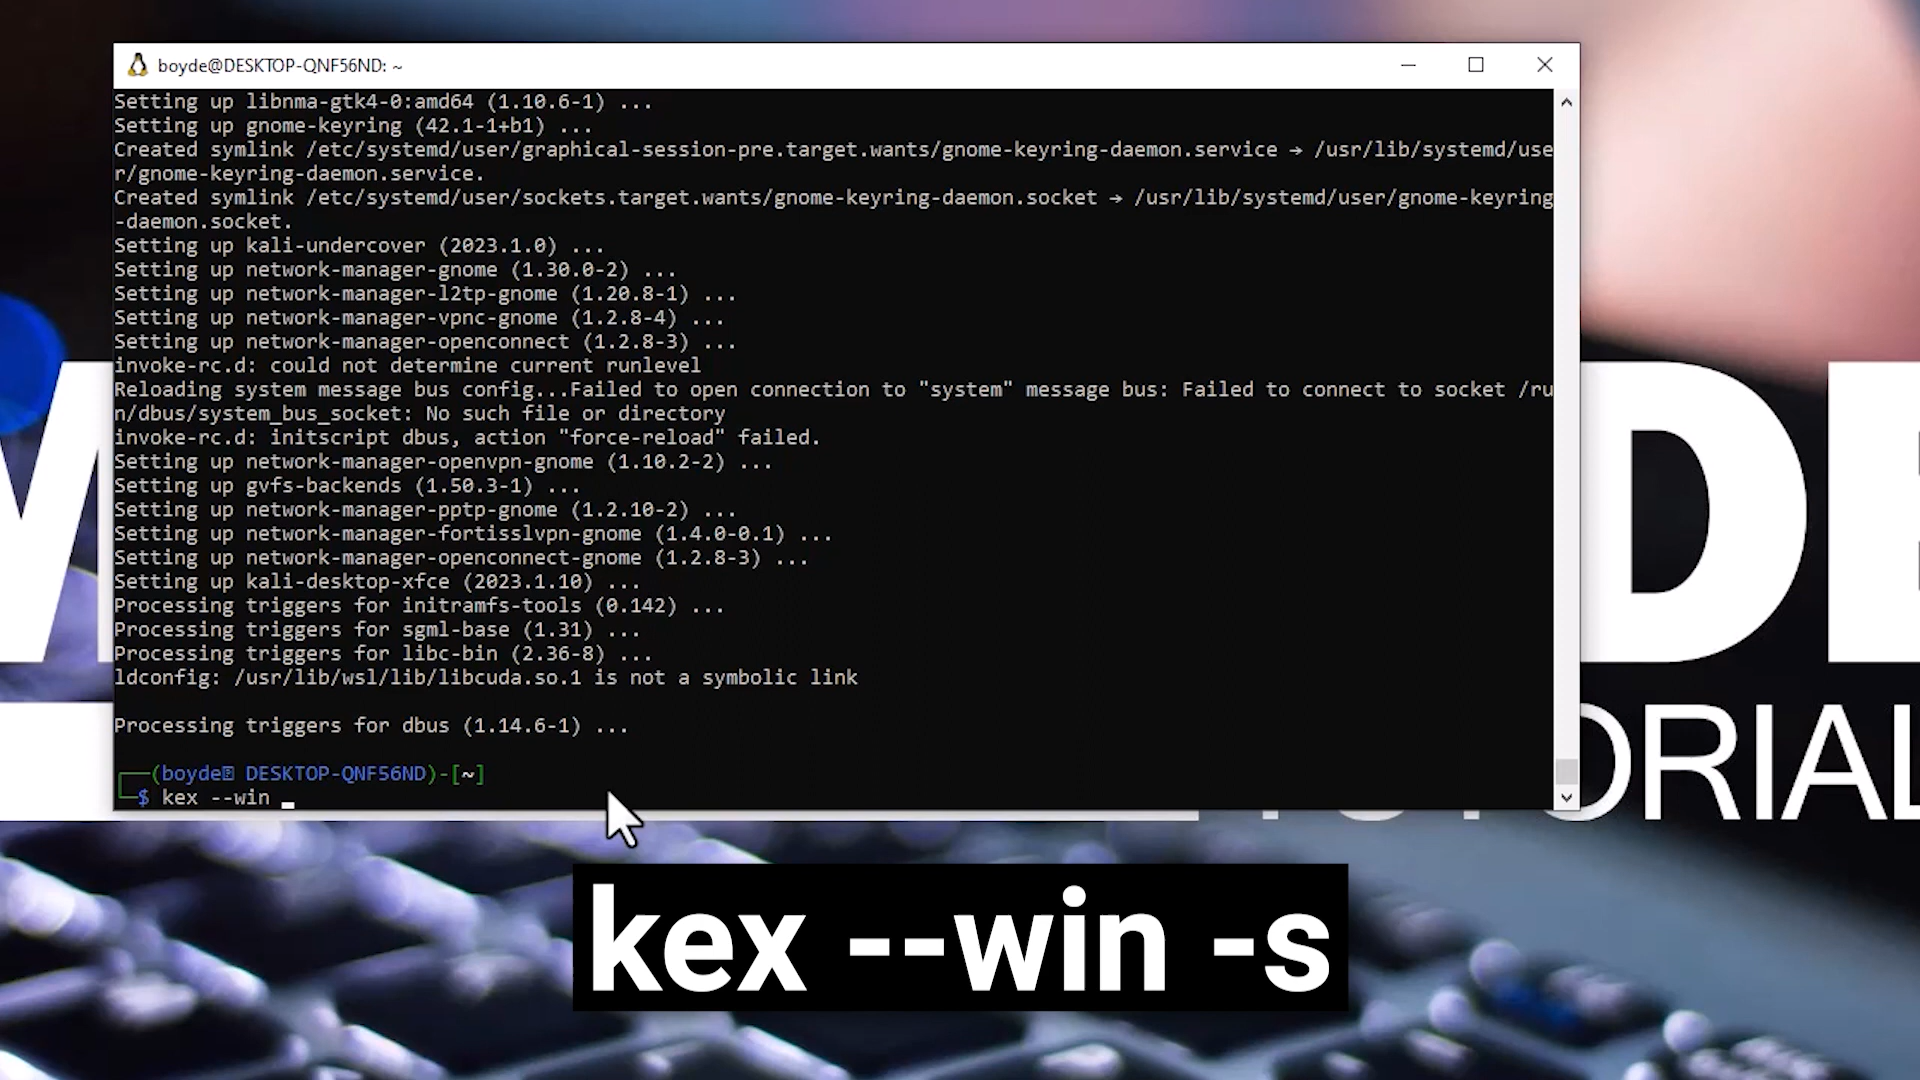 boyde@DESKTOP-QNF56ND: ~
Setting up libnma-gtk4-0:amd64 (1.10.6-1) ...
Setting up gnome-keyring (42.1-1+b1) ...
Created symlink /etc/systemd/user/graphical-session-pre.target.wants/gnome-keyring-daemon.service → /usr/lib/systemd/use
r/gnome-keyring-daemon.service.
Created symlink /etc/systemd/user/sockets.target.wants/gnome-keyring-daemon.socket → /usr/lib/systemd/user/gnome-keyring
-daemon.socket.
Setting up kali-undercover (2023.1.0) ...
Setting up network-manager-gnome (1.30.0-2) ...
Setting up network-manager-l2tp-gnome (1.20.8-1) ...
Setting up network-manager-vpnc-gnome (1.2.8-4) ...
Setting up network-manager-openconnect (1.2.8-3) ...
invoke-rc.d: could not determine current runlevel
Reloading system message bus config...Failed to open connection to "system" message bus: Failed to connect to socket /ru
n/dbus/system_bus_socket: No such file or directory
invoke-rc.d: initscript dbus, action "force-reload" failed.
Setting up network-manager-openvpn-gnome (1.10.2-2) ...
Setting up gvfs-backends (1.50.3-1) ...
Setting up network-manager-pptp-gnome (1.2.10-2) ...
Setting up network-manager-fortisslvpn-gnome (1.4.0-0.1) ...
Setting up network-manager-openconnect-gnome (1.2.8-3) ...
Setting up kali-desktop-xfce (2023.1.10) ...
Processing triggers for initramfs-tools (0.142) ...
Processing triggers for sgml-base (1.31) ...
Processing triggers for libc-bin (2.36-8) ...
ldconfig: /usr/lib/wsl/lib/libcuda.so.1 is not a symbolic link
Processing triggers for dbus (1.14.6-1) ...
┌──(boyde⍰ DESKTOP-QNF56ND)-[~]
└─$ kex --win
kex --win -s